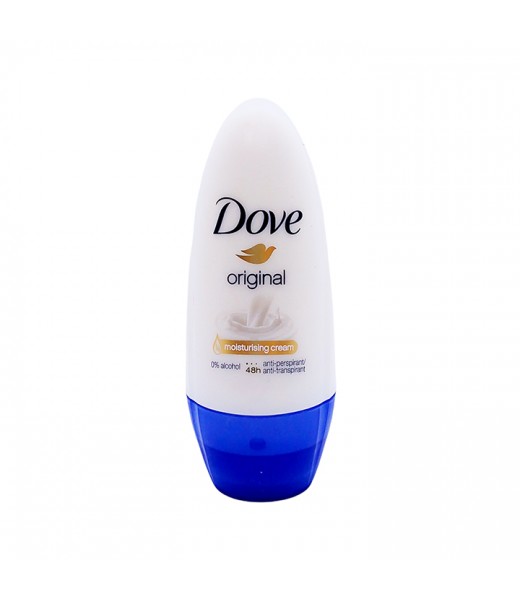 Dove
original
moisturising cream
0% alcohol
48h
anti-perspirant/
anti-transpirant